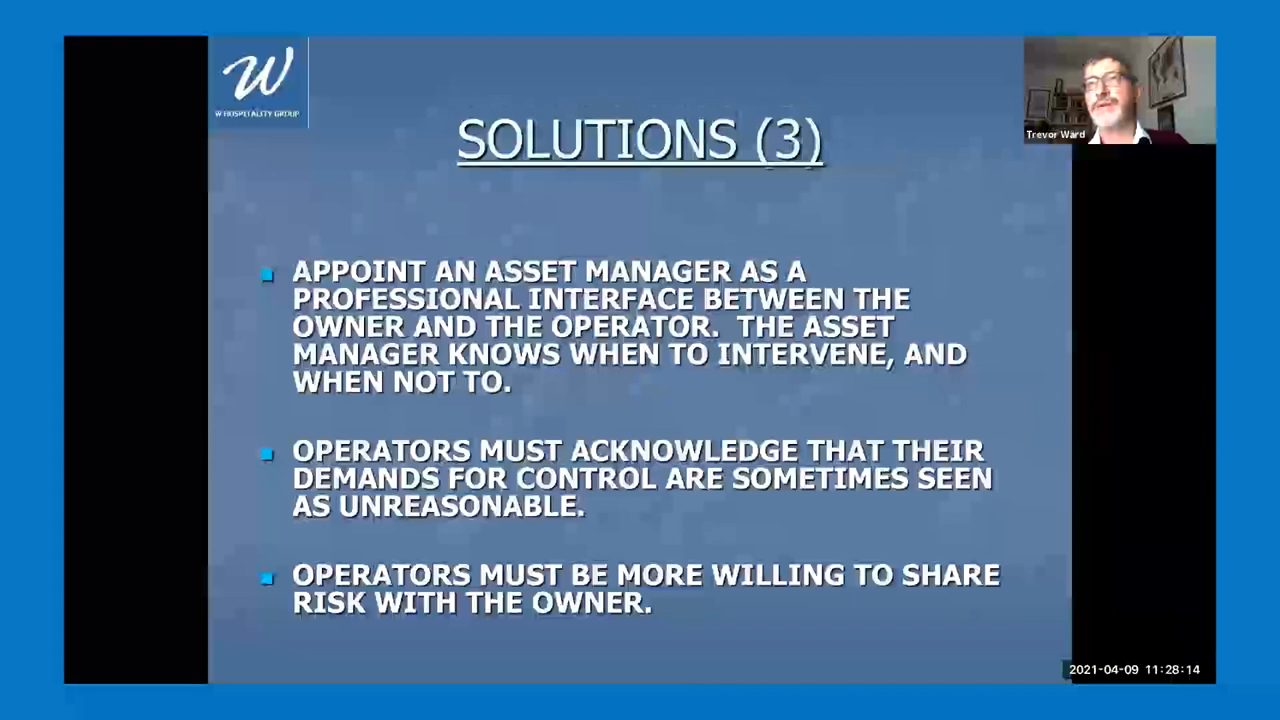 W
W HOSPITALITY GROUP
Trevor Ward
SOLUTIONS (3)
APPOINT AN ASSET MANAGER AS A
PROFESSIONAL INTERFACE BETWEEN THE
OWNER AND THE OPERATOR.  THE ASSET
MANAGER KNOWS WHEN TO INTERVENE, AND
WHEN NOT TO.
OPERATORS MUST ACKNOWLEDGE THAT THEIR
DEMANDS FOR CONTROL ARE SOMETIMES SEEN
AS UNREASONABLE.
OPERATORS MUST BE MORE WILLING TO SHARE
RISK WITH THE OWNER.
2021-04-09 11:28:14